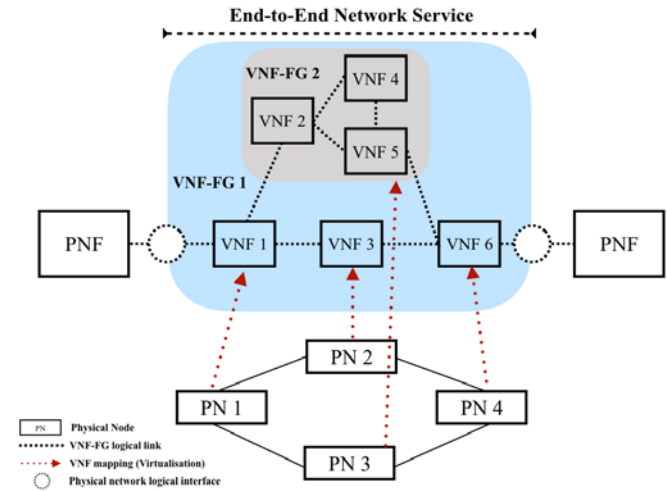 End-to-End Network Service
VNF-FG 2
VNF 4
VNF 2
VNF 5
VNF-FG 1
PNF
VNF 1
VNF 3
VNF 6
PNF
PN 2
PN 1
PN 4
PN 3
PN
Physical Node
VNF-FG logical link
VNF mapping (Virtualisation)
Physical network logical interface